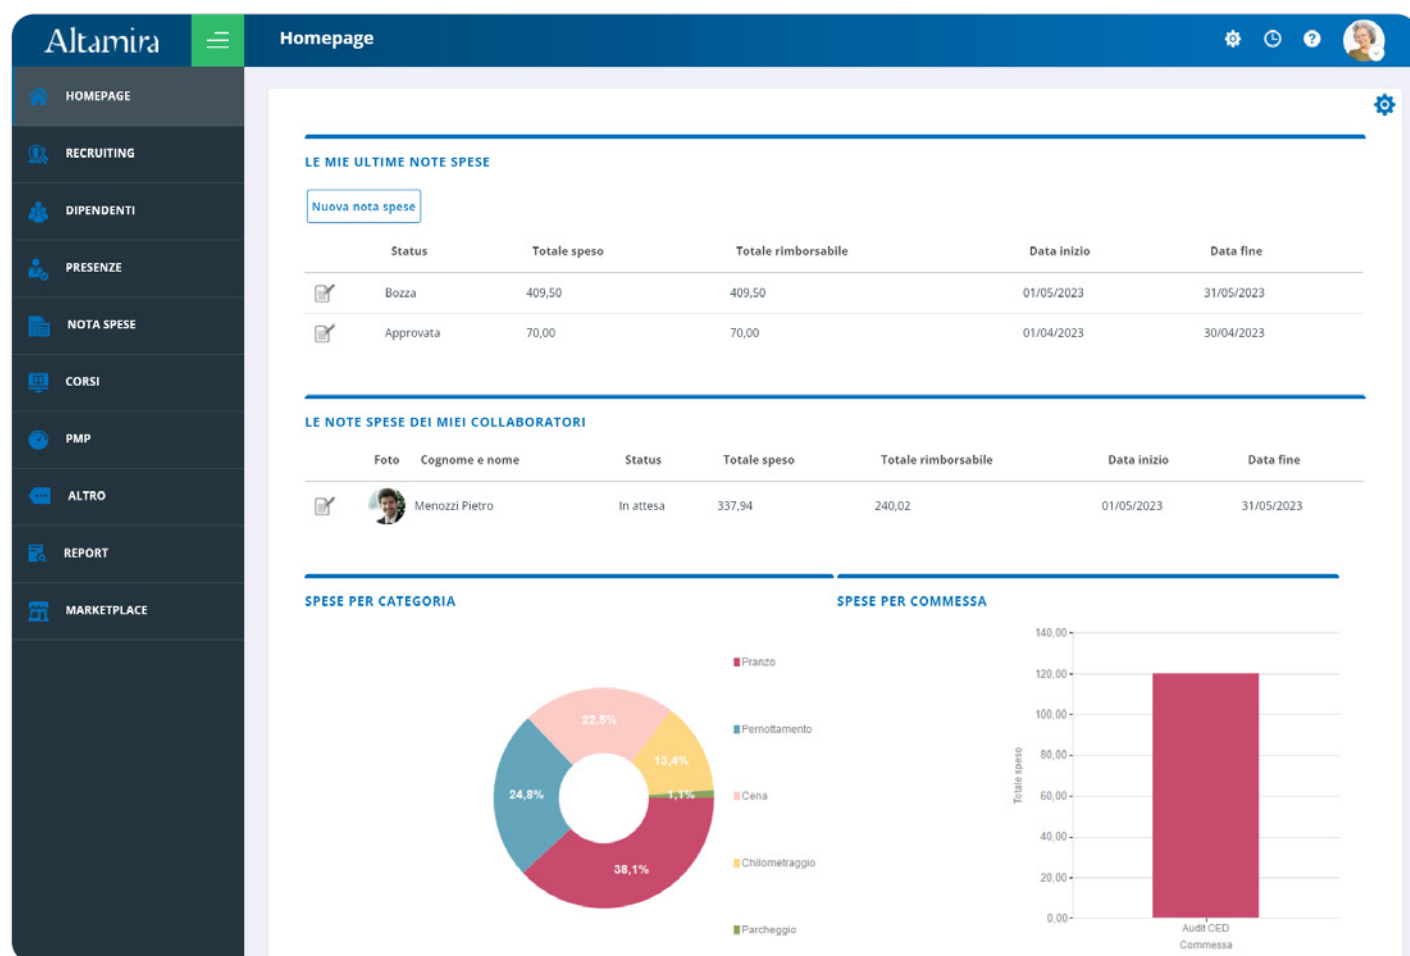 Altamira
Homepage
HOMEPAGE
RECRUITING
DIPENDENTI
PRESENZE
NOTA SPESE
CORSI
PMP
ALTRO
REPORT
MARKETPLACE
LE MIE ULTIME NOTE SPESE
Nuova nota spese
Status Totale speso Totale rimborsabile Data inizio Data fine
Bozza 409,50 409,50 01/05/2023 31/05/2023
Approvata 70,00 70,00 01/04/2023 30/04/2023
LE NOTE SPESE DEI MIEI COLLABORATORI
Foto Cognome e nome Status Totale speso Totale rimborsabile Data inizio Data fine
Menozzi Pietro In attesa 337,94 240,02 01/05/2023 31/05/2023
SPESE PER CATEGORIA
22,5%
13,4%
1,1%
24,8%
38,1%
Pranzo
Pernottamento
Cena
Chilometraggio
Parcheggio
SPESE PER COMMESSA
Totale speso
140,00
120,00
100,00
80,00
60,00
40,00
20,00
0,00
Audit CED
Commessa